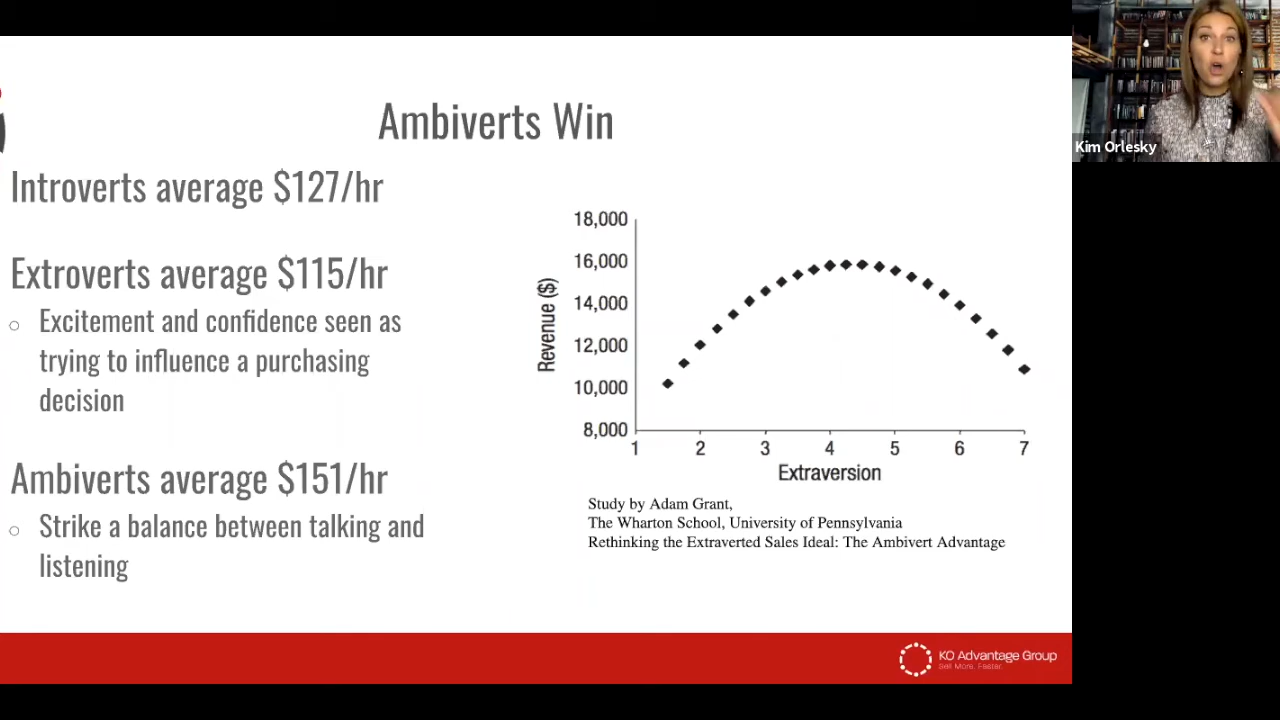 Ambiverts Win
Introverts average $127/hr
Extroverts average $115/hr
Excitement and confidence seen as
trying to influence a purchasing
decision
Ambiverts average $151/hr
Strike a balance between talking and
listening
18,000
16,000
14,000
12,000
10,000
8,000
Revenue ($)
1 2 3 4 5 6 7
Extraversion
Study by Adam Grant,
The Wharton School, University of Pennsylvania
Rethinking the Extraverted Sales Ideal: The Ambivert Advantage
KO Advantage Group
Sell More. Faster.
Kim Orlesky